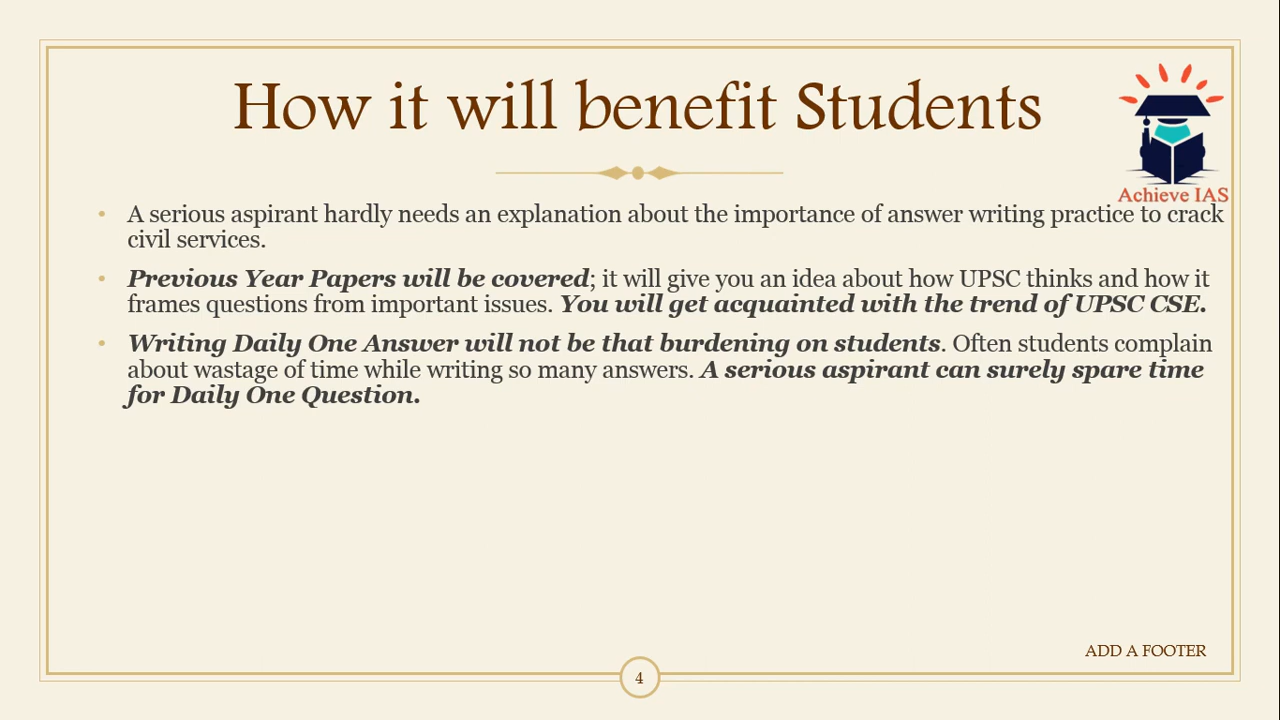 How it will benefit Students
Achieve IAS
• A serious aspirant hardly needs an explanation about the importance of answer writing practice to crack
civil services.
• Previous Year Papers will be covered; it will give you an idea about how UPSC thinks and how it
frames questions from important issues. You will get acquainted with the trend of UPSC CSE.
• Writing Daily One Answer will not be that burdening on students. Often students complain
about wastage of time while writing so many answers. A serious aspirant can surely spare time
for Daily One Question.
ADD A FOOTER
4